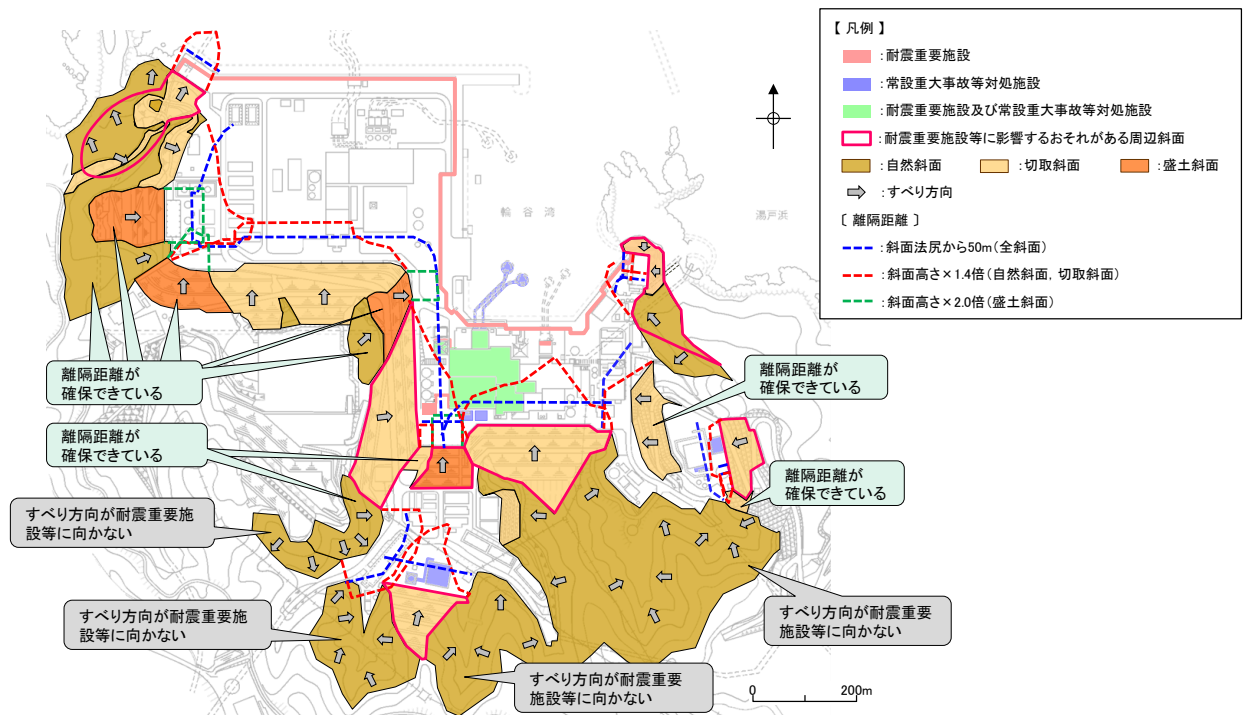 【 凡例 】
:耐震重要施設
:常設重大事故等対処施設
:耐震重要施設及び常設重大事故等対処施設
:耐震重要施設等に影響するおそれがある周辺斜面
:自然斜面 :切取斜面 :盛土斜面
:すべり方向
〔 離隔距離 〕
:斜面法尻から50m(全斜面)
:斜面高さ×1.4倍(自然斜面, 切取斜面)
:斜面高さ×2.0倍(盛土斜面)
輪谷湾
湯戸浜
離隔距離が
確保できている
離隔距離が
確保できている
離隔距離が
確保できている
離隔距離が
確保できている
すべり方向が耐震重要施
設等に向かない
すべり方向が耐震重要施
設等に向かない
すべり方向が耐震重要
施設等に向かない
すべり方向が耐震重要
施設等に向かない
0 200m